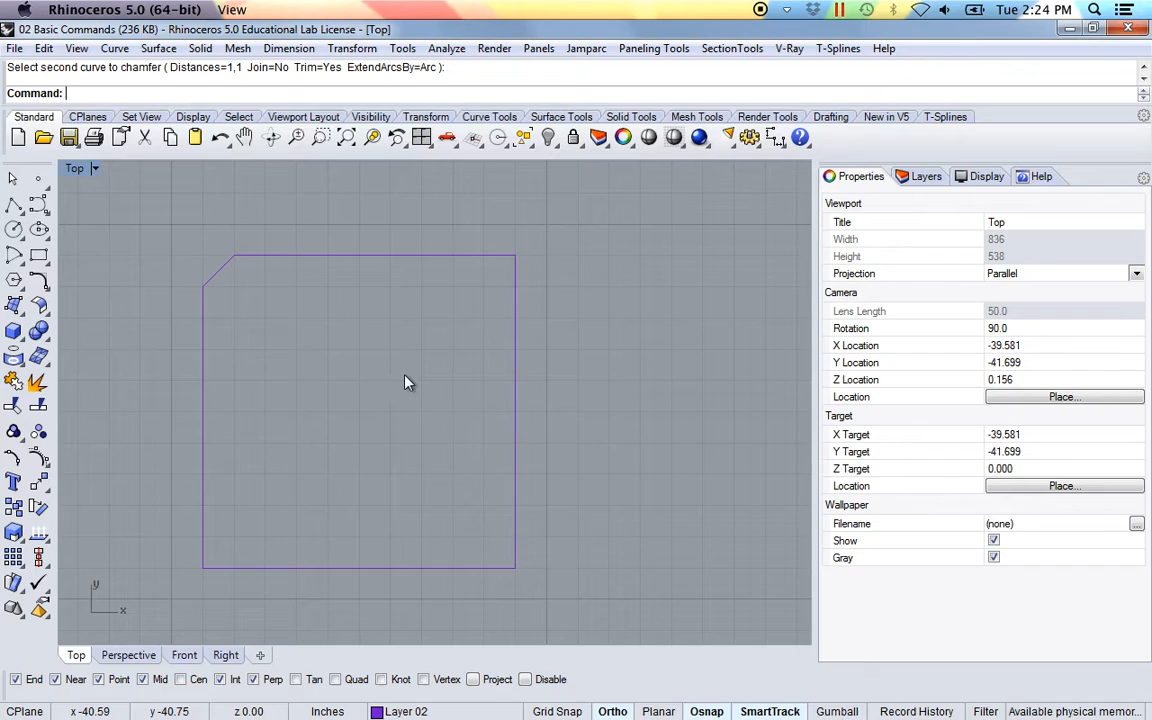 Rhinoceros 5.0 (64-bit) View Tue 2:24 PM
02 Basic Commands (236 KB) - Rhinoceros 5.0 Educational Lab License - [Top]
File Edit View Curve Surface Solid Mesh Dimension Transform Tools Analyze Render Panels Jamparc Paneling Tools SectionTools V-Ray T-Splines Help
Select second curve to chamfer ( Distances=1,1 Join=No Trim=Yes ExtendArcsBy=Arc ):
Command:
Standard CPlanes Set View Display Select Viewport Layout Visibility Transform Curve Tools Surface Tools Solid Tools Mesh Tools Render Tools Drafting New in V5 T-Splines
Top
Properties Layers Display Help
Viewport
Title Top
Width 836
Height 538
Projection Parallel
Camera
Lens Length 50.0
Rotation 90.0
X Location -39.581
Y Location -41.699
Z Location 0.156
Location Place...
Target
X Target -39.581
Y Target -41.699
Z Target 0.000
Location Place...
Wallpaper
Filename (none) ...
Show
Gray
y
x
Top Perspective Front Right
End Near Point Mid Cen Int Perp Tan Quad Knot Vertex Project Disable
CPlane x -40.59 y -40.75 z 0.00 Inches Layer 02 Grid Snap Ortho Planar Osnap SmartTrack Gumball Record History Filter Available physical memor...